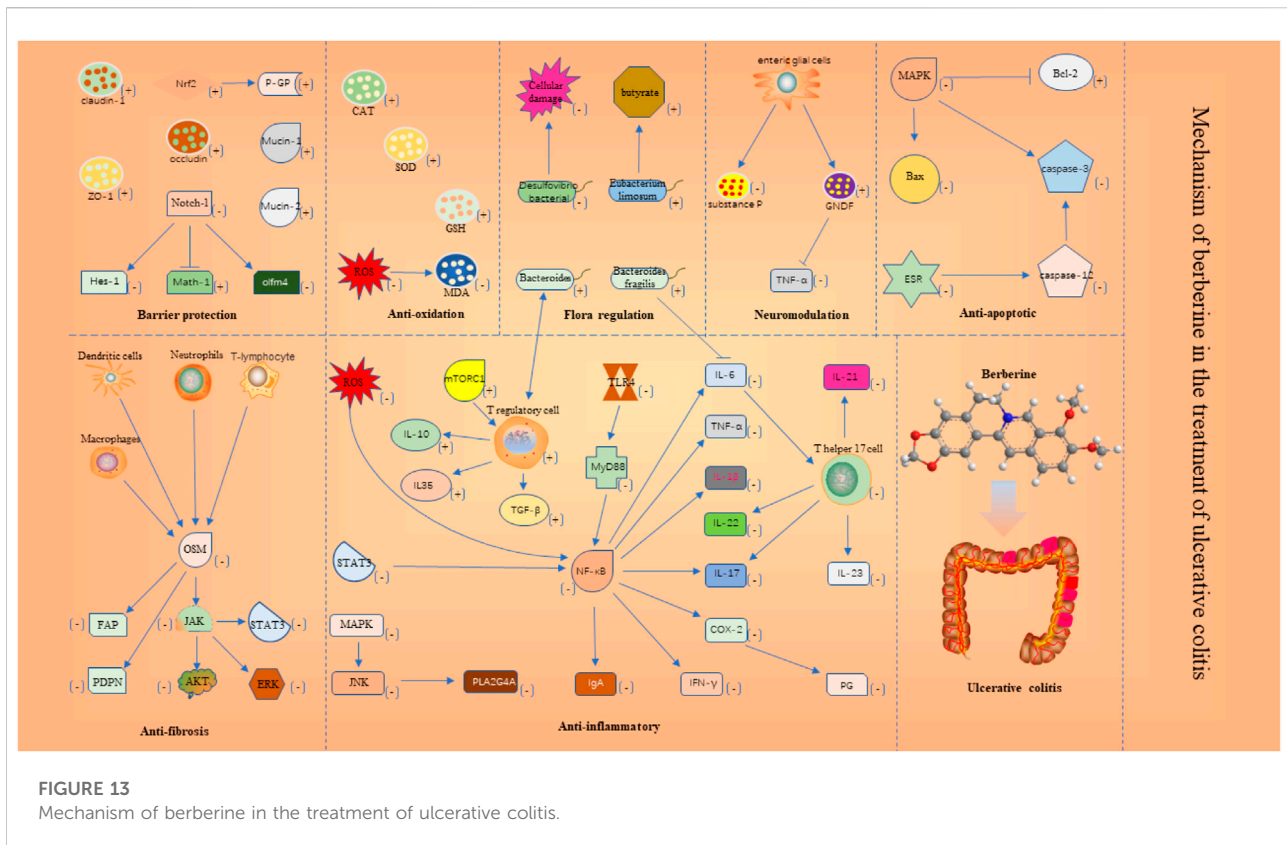 claudin-1 (+)
Nrf2 (+)
P-GP (+)
occludin (+)
Mucin-1 (+)
ZO-1 (+)
Notch-1 (-)
Mucin-2 (+)
Hes-1 (-)
Math-1 (+)
olfm4 (-)
Barrier protection
CAT (+)
SOD (+)
GSH (+)
ROS (-)
MDA (-)
Anti-oxidation
Cellular
damage (-)
butyrate (+)
Desulfovibrio
bacterial (-)
Eubacterium
limosum (+)
Bacteroides (+)
Bacteroides
fragilis (+)
Flora regulation
enteric glial cells
substance P (-)
GNDF (+)
TNF-α (-)
Neuromodulation
MAPK (-)
Bcl-2 (+)
Bax (-)
caspase-3 (-)
ESR (-)
caspase-12 (-)
Anti-apoptotic
Mechanism of berberine in the treatment of ulcerative colitis
Dendritic cells
Neutrophils
T-lymphocyte
Macrophages
OSM (-)
(-) FAP
(-) JAK
STAT3 (-)
(-) PDPN
(-) AKT
ERK (-)
Anti-fibrosis
ROS (-)
mTORC1 (+)
T regulatory cell (+)
IL-10 (+)
IL35 (+)
TGF-β (+)
TLR4 (-)
MyD88 (-)
STAT3 (-)
NF-κB (-)
MAPK (-)
JNK (-)
PLA2G4A (-)
IgA (-)
IFN-γ (-)
IL-6 (-)
TNF-α (-)
(-)
IL-22 (-)
IL-17 (-)
COX-2 (-)
PG (-)
IL-21 (-)
T helper 17cell (-)
IL-23 (-)
Anti-inflammatory
Berberine
Ulcerative colitis
FIGURE 13
Mechanism of berberine in the treatment of ulcerative colitis.